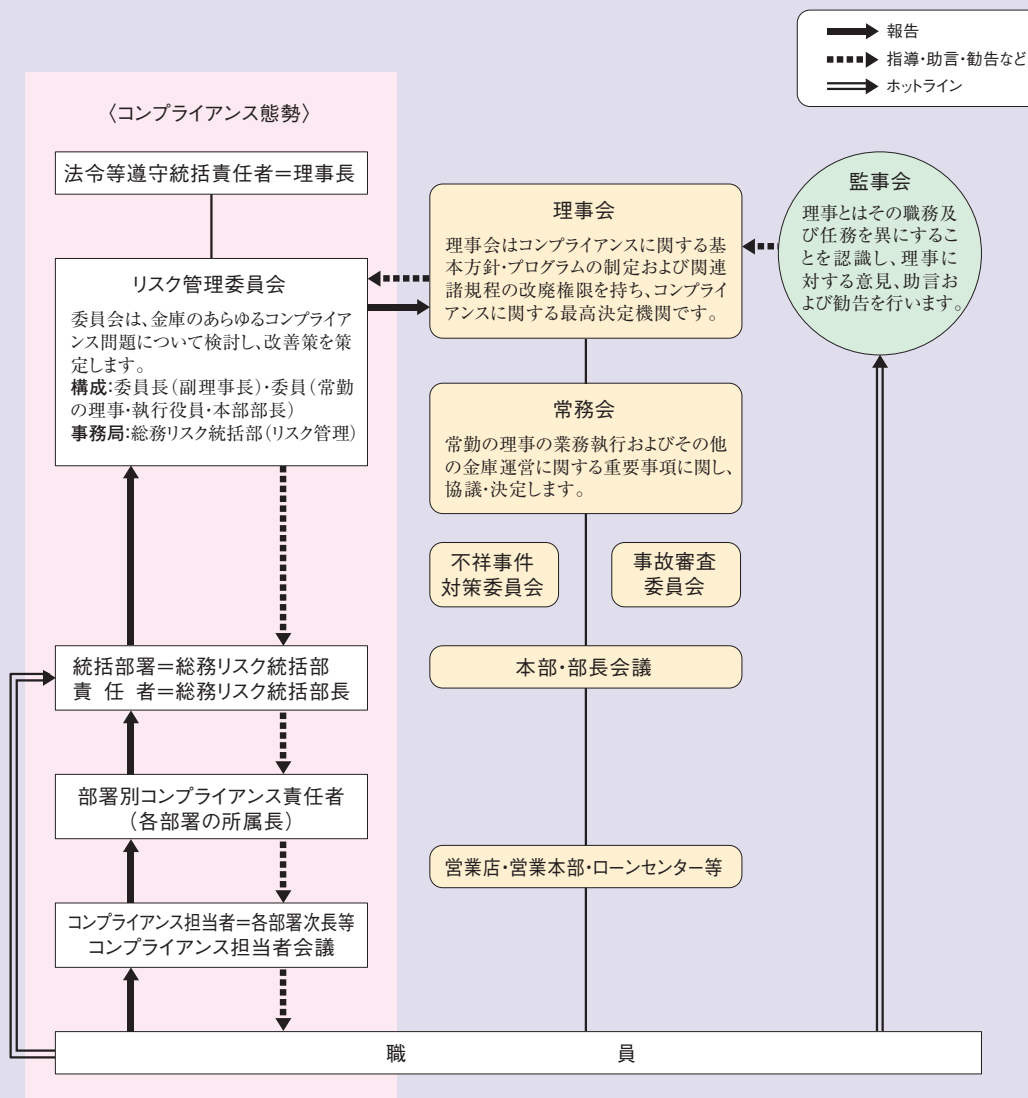 報告
指導・助言・勧告など
ホットライン
〈コンプライアンス態勢〉
法令等遵守統括責任者＝理事長
リスク管理委員会
委員会は、金庫のあらゆるコンプライア
ンス問題について検討し、改善策を策
定します。
構成:委員長(副理事長)・委員(常勤
の理事・執行役員・本部部長)
事務局:総務リスク統括部(リスク管理)
統括部署＝総務リスク統括部
責 任 者＝総務リスク統括部長
部署別コンプライアンス責任者
(各部署の所属長)
コンプライアンス担当者＝各部署次長等
コンプライアンス担当者会議
理事会
理事会はコンプライアンスに関する基
本方針・プログラムの制定および関連
諸規程の改廃権限を持ち、コンプライ
アンスに関する最高決定機関です。
常務会
常勤の理事の業務執行およびその他
の金庫運営に関する重要事項に関し、
協議・決定します。
不祥事件
対策委員会
事故審査
委員会
本部・部長会議
営業店・営業本部・ローンセンター等
監事会
理事とはその職務及
び任務を異にするこ
とを認識し、理事に
対する意見、助言お
よび勧告を行います。
職 員